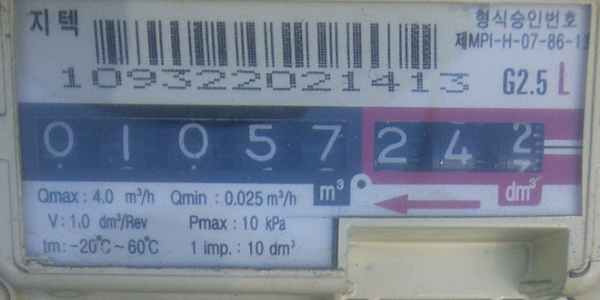 지텍
형식승인번호
제MPI-H-07-86-1
109322021413
G2.5 L
01057 242
m³ dm³
Qmax : 4.0 m³/h Qmin : 0.025 m³/h
V : 1.0 dm³/Rev Pmax : 10 kPa
tm : -20°C ~ 60°C 1 imp. : 10 dm³